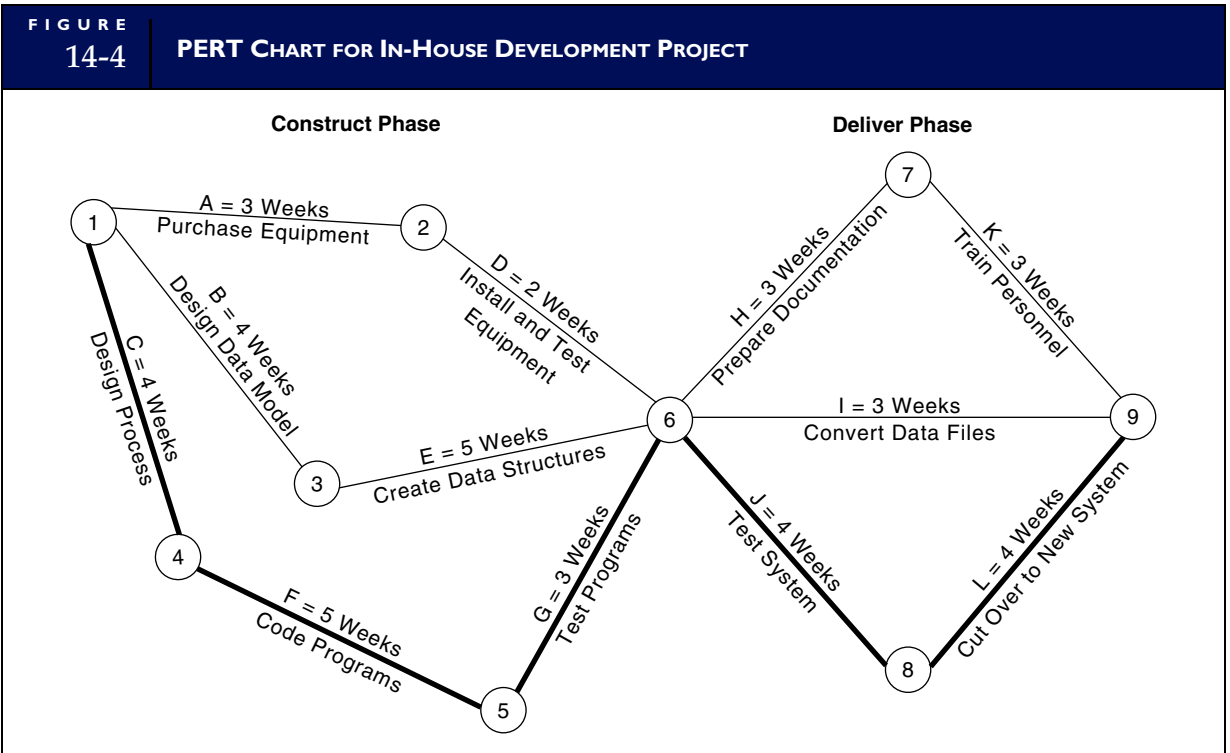 FIGURE
14-4
PERT CHART FOR IN-HOUSE DEVELOPMENT PROJECT
Construct Phase
Deliver Phase
1
A = 3 Weeks
Purchase Equipment
2
B = 4 Weeks
Design Data Model
3
C = 4 Weeks
Design Process
4
D = 2 Weeks
Install and Test
Equipment
E = 5 Weeks
Create Data Structures
F = 5 Weeks
Code Programs
5
G = 3 Weeks
Test Programs
6
H = 3 Weeks
Prepare Documentation
7
K = 3 Weeks
Train Personnel
I = 3 Weeks
Convert Data Files
9
J = 4 Weeks
Test System
8
L = 4 Weeks
Cut Over to New System